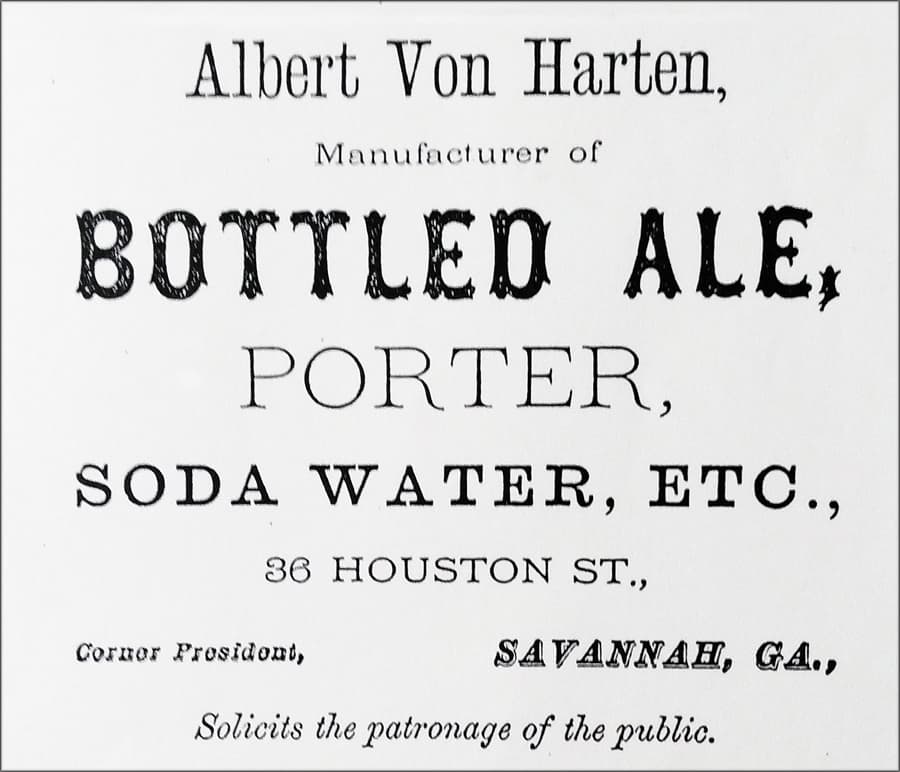 Albert Von Harten,
Manufacturer of
BOTTLED ALE,
PORTER,
SODA WATER, ETC.,
36 HOUSTON ST.,
Corner President, SAVANNAH, GA.,
Solicits the patronage of the public.